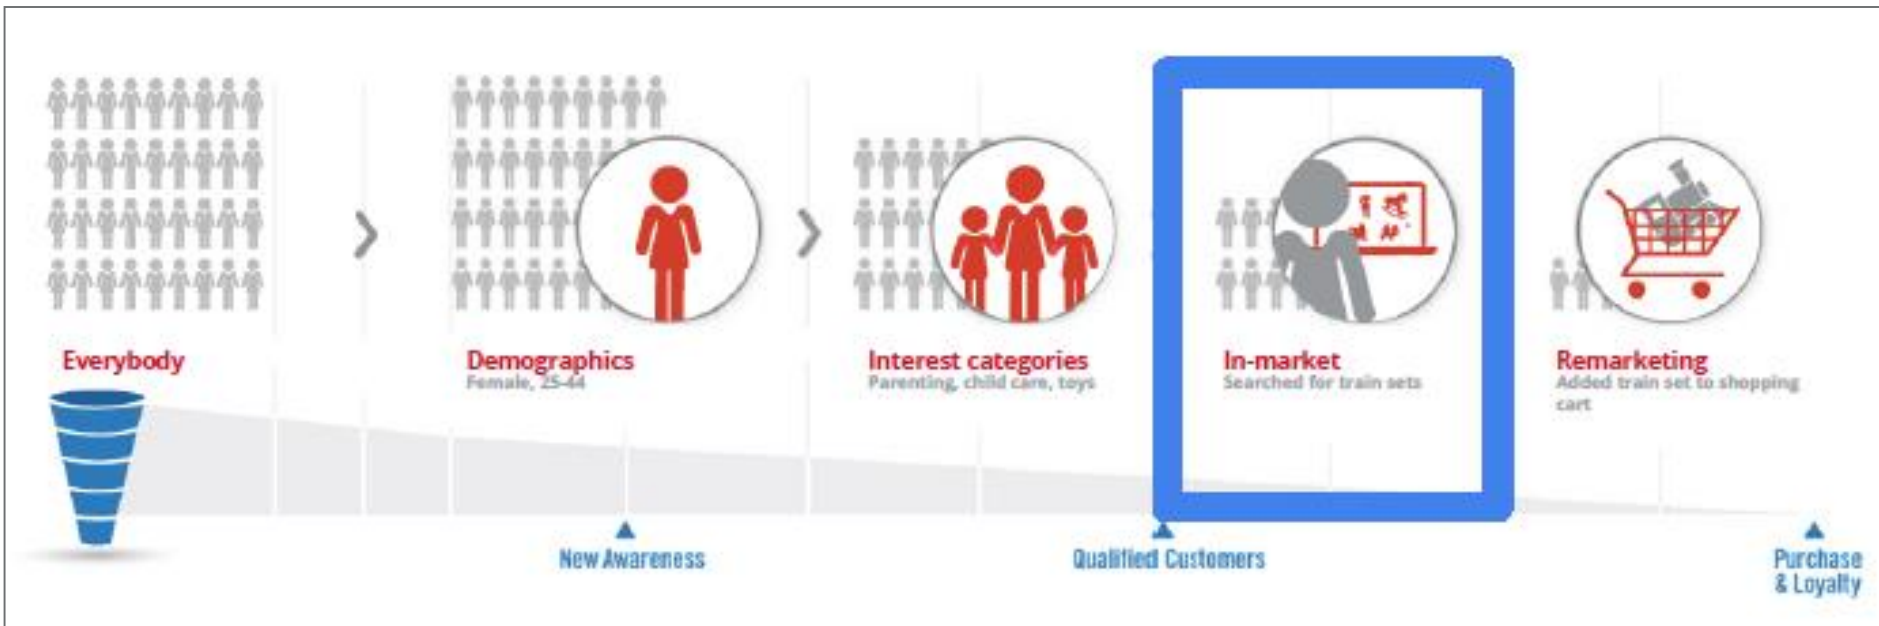 Everybody
Demographics
Female, 25-44
Interest categories
Parenting, child care, toys
In-market
Searched for train sets
Remarketing
Added train set to shopping
cart
New Awareness
Qualified Customers
Purchase
& Loyalty